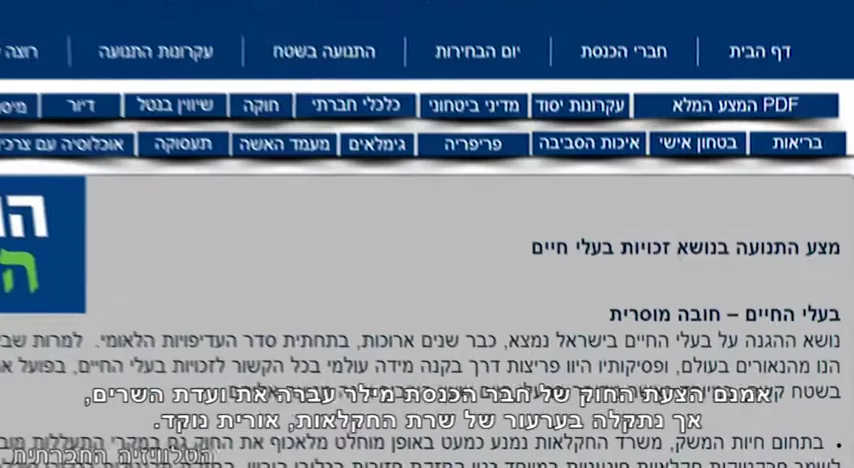 דף הבית חברי הכנסת יום הבחירות התנועה בשטח עקרונות התנועה רוצה
PDF המצע המלא עקרונות יסוד מדיני ביטחוני כלכלי חברתי חוקה שיוויון בנטל דיור
בריאות בטחון אישי איכות הסביבה פריפריה גימלאים מעמד האשה תעסוקה אוכלוסיה עם
מצע התנועה בנושא זכויות בעלי חיים
בעלי החיים – חובה מוסרית
נושא ההגנה על בעלי החיים בישראל נמצא, כבר שנים ארוכות, בתחתית סדר העדיפויות הלאומי. למרות
הנו מהנאורים בעולם, ופסיקותיו היוו פריצות דרך בקנה מידה עולמי בכל הקשור לזכויות בעלי החיים, בפועל
בשטח
אמנם הצעת החוק של חבר הכנסת מילר עברה את ועדת השרים,
אך נתקלה בערעור של שרת החקלאות, אורית נוקד.
• בתחום חיות המשק, משרד החקלאות נמנע כמעט באופן מוחלט מלאכוף את החוק גם במקרי התעללות
הטלוויזיה החברתית